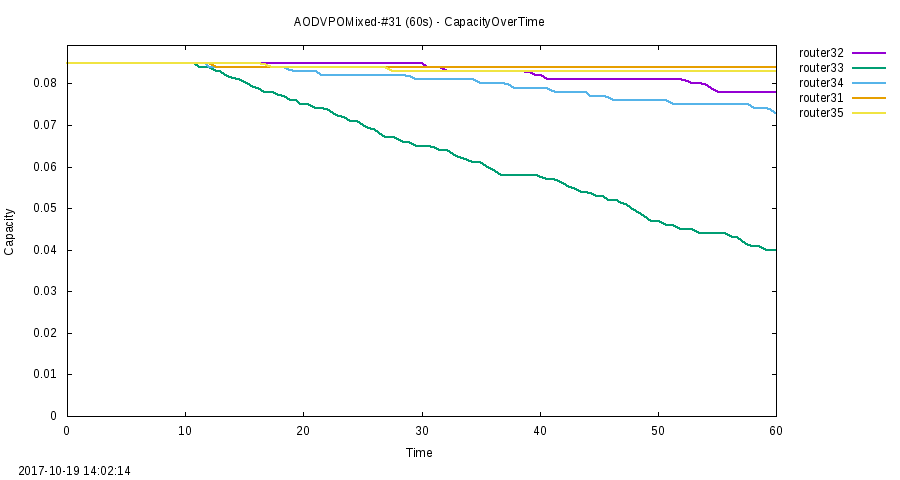 AODVPOMixed-#31 (60s) - CapacityOverTime
router32
router33
router34
router31
router35
0.08
0.07
0.06
0.05
0.04
0.03
0.02
0.01
0
Capacity
0 10 20 30 40 50 60
Time
2017-10-19 14:02:14